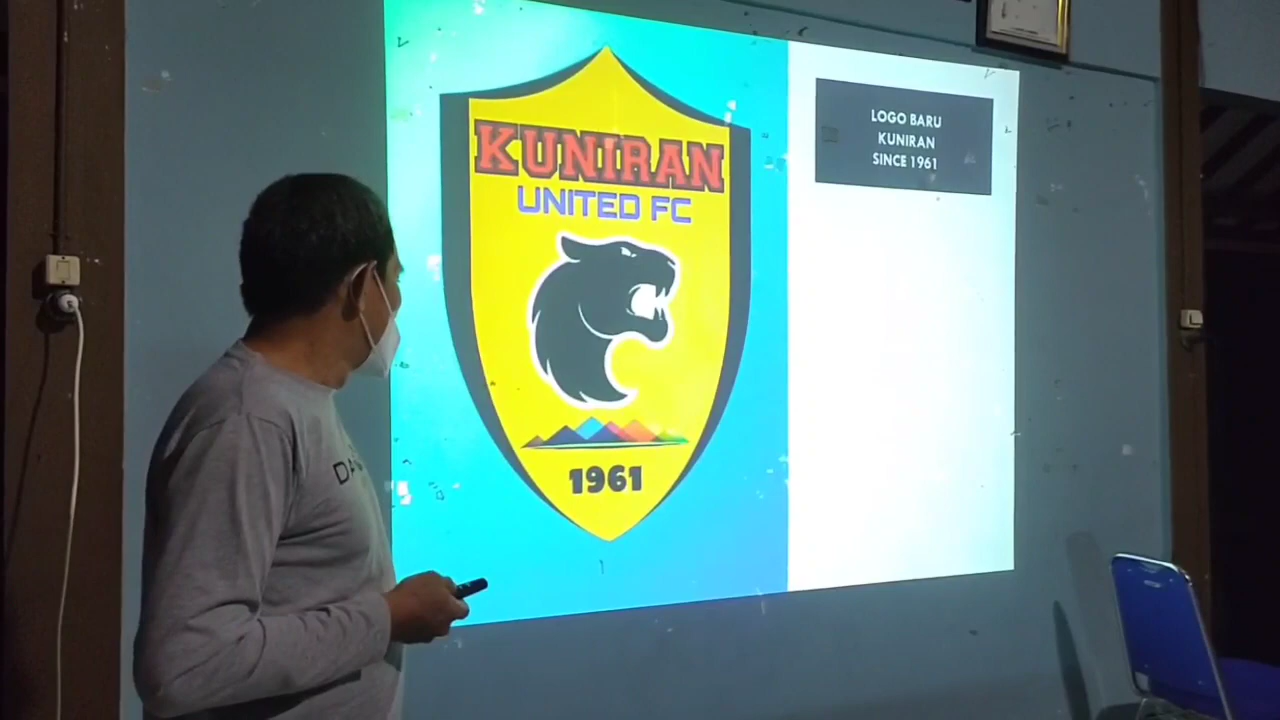 KUNIRAN
UNITED FC
1961
LOGO BARU
KUNIRAN
SINCE 1961